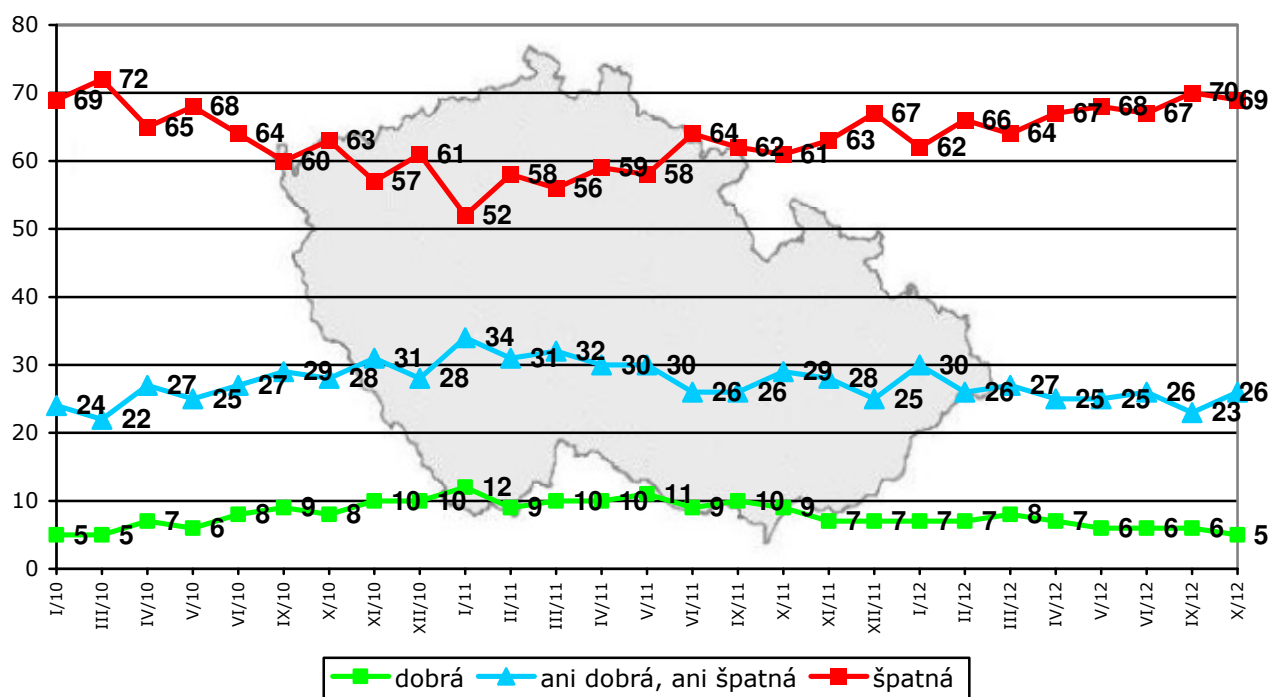 80
70
60
50
40
30
20
10
0
69 72 65 68 64 60 63 57 61 52 58 56 59 58 64 62 61 63 67 62 66 64 67 68 67 70 69
24 22 27 25 27 29 28 31 28 34 31 32 30 30 26 26 29 28 25 30 26 27 25 25 26 23 26
5 5 7 6 8 9 8 10 10 12 9 10 10 11 9 10 9 7 7 7 7 8 7 6 6 6 5
I/10 III/10 IV/10 V/10 VI/10 IX/10 X/10 XI/10 XII/10 I/11 II/11 III/11 IV/11 V/11 VI/11 IX/11 X/11 XI/11 XII/11 I/12 II/12 III/12 IV/12 V/12 VI/12 IX/12 X/12
dobrá ani dobrá, ani špatná špatná